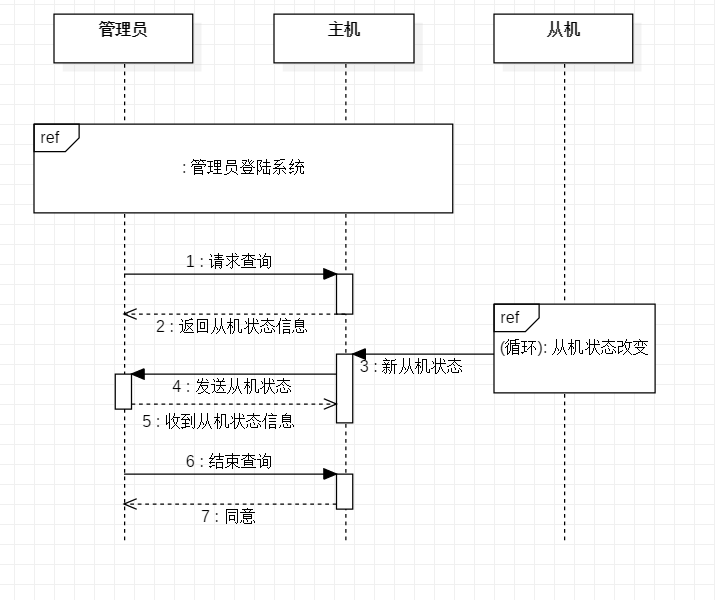 管理员
主机
从机
ref
: 管理员登陆系统
1 : 请求查询
2 : 返回从机状态信息
ref
(循环): 从机状态改变
3 : 新从机状态
4 : 发送从机状态
5 : 收到从机状态信息
6 : 结束查询
7 : 同意